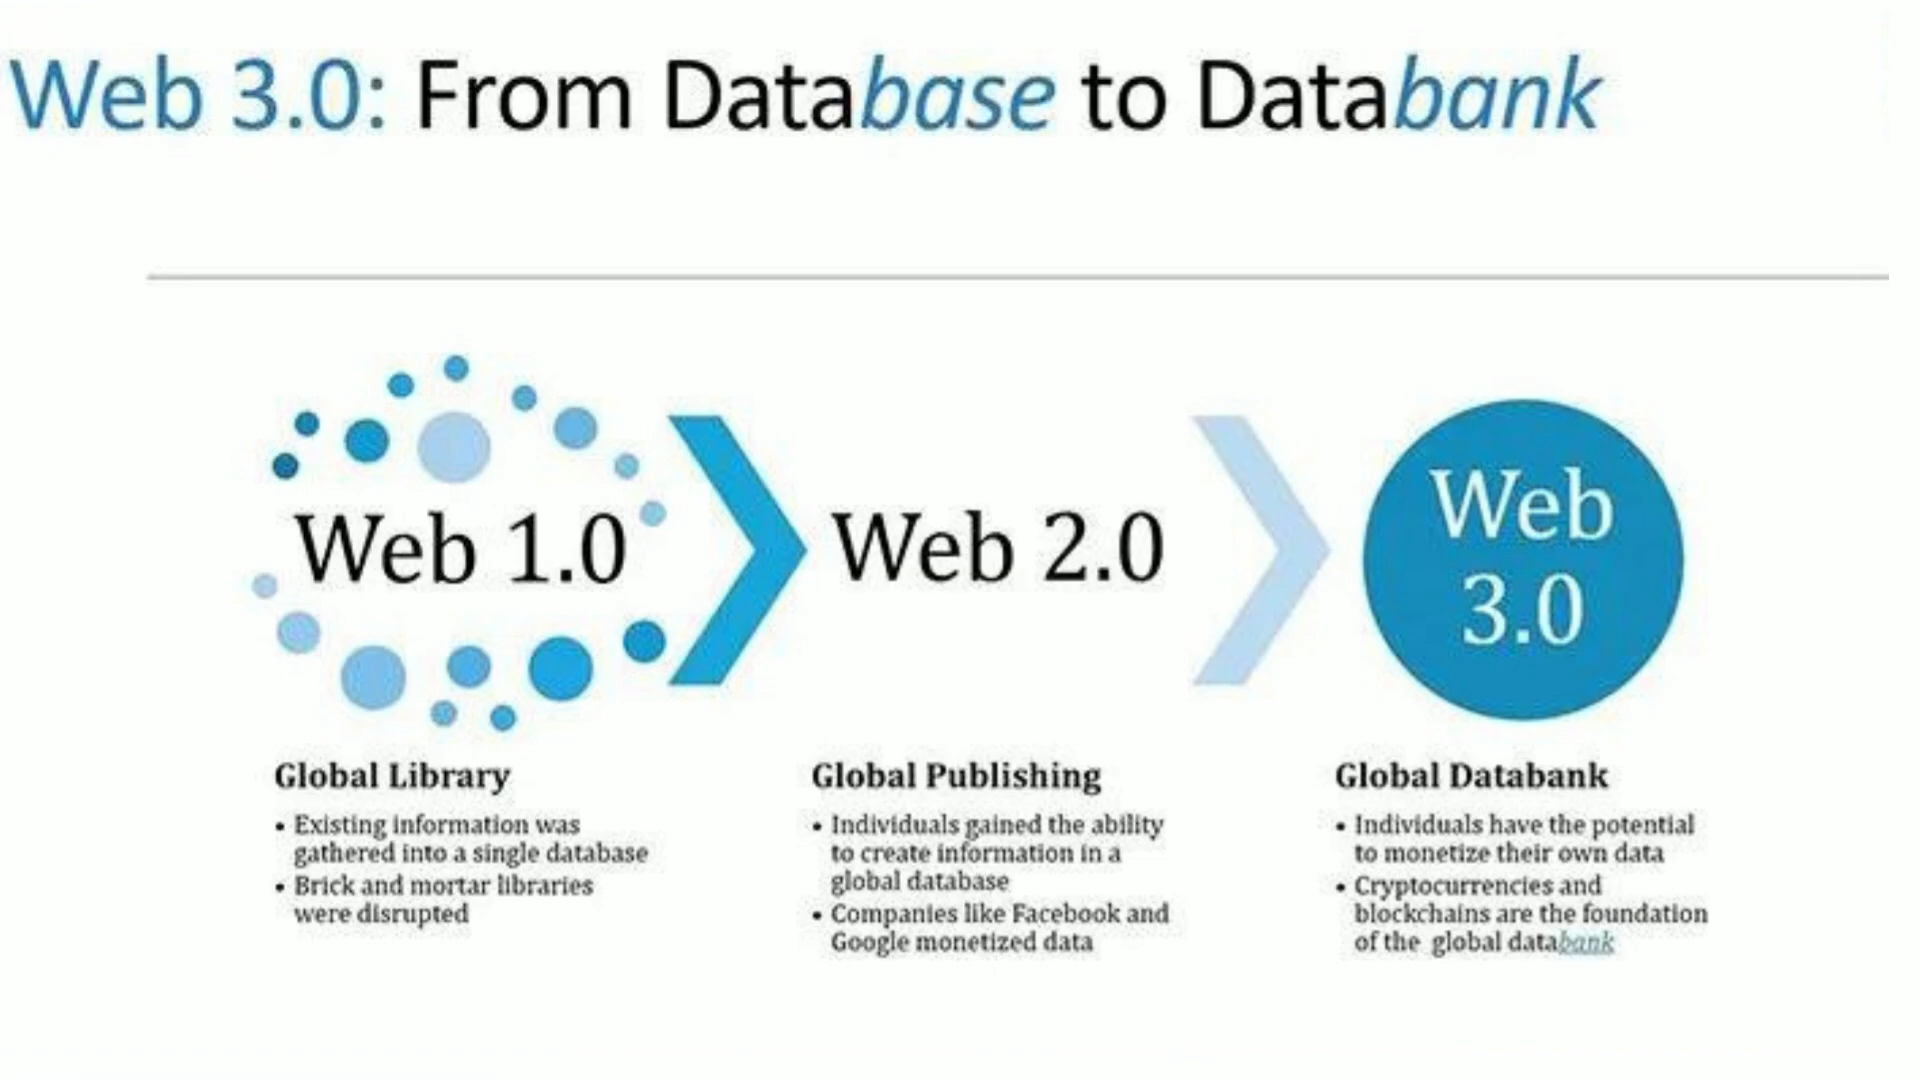 Web 3.0: From Database to Databank
Web 1.0
Web 2.0
Web
3.0
Global Library
• Existing information was
gathered into a single database
• Brick and mortar libraries
were disrupted
Global Publishing
• Individuals gained the ability
to create information in a
global database
• Companies like Facebook and
Google monetized data
Global Databank
• Individuals have the potential
to monetize their own data
• Cryptocurrencies and
blockchains are the foundation
of the global databank